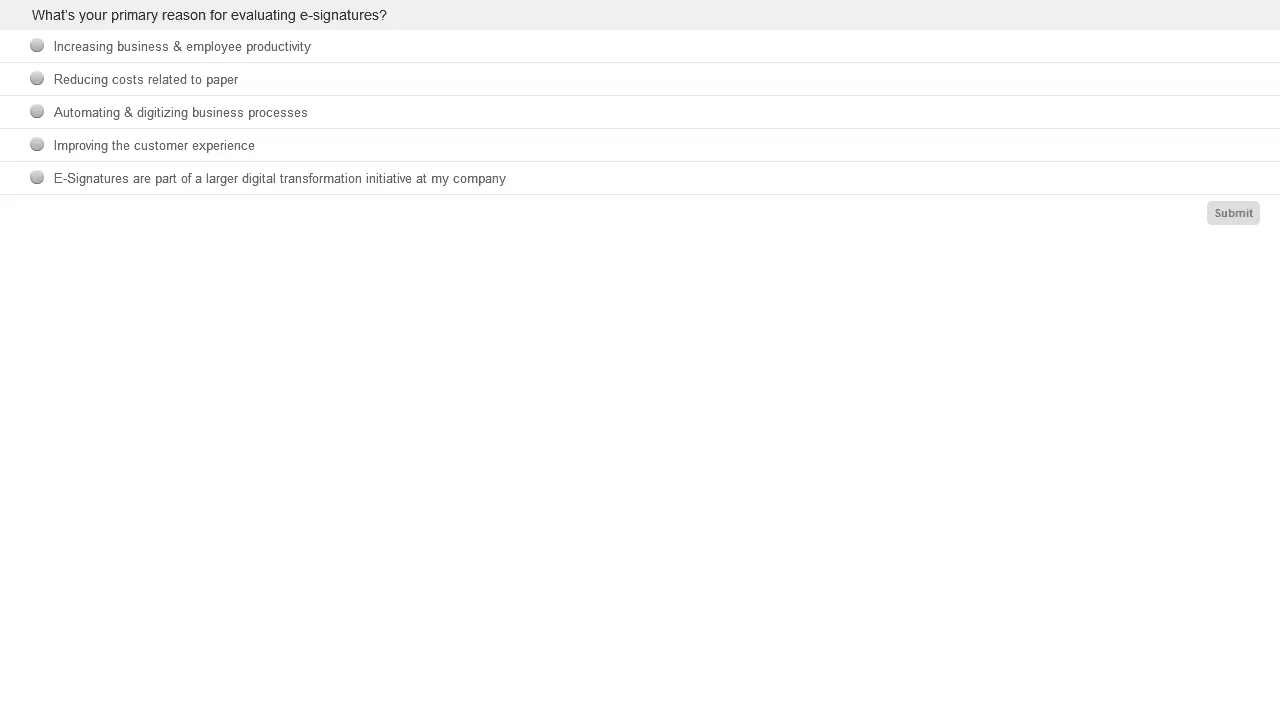 What's your primary reason for evaluating e-signatures?
Increasing business & employee productivity
Reducing costs related to paper
Automating & digitizing business processes
Improving the customer experience
E-Signatures are part of a larger digital transformation initiative at my company
Submit